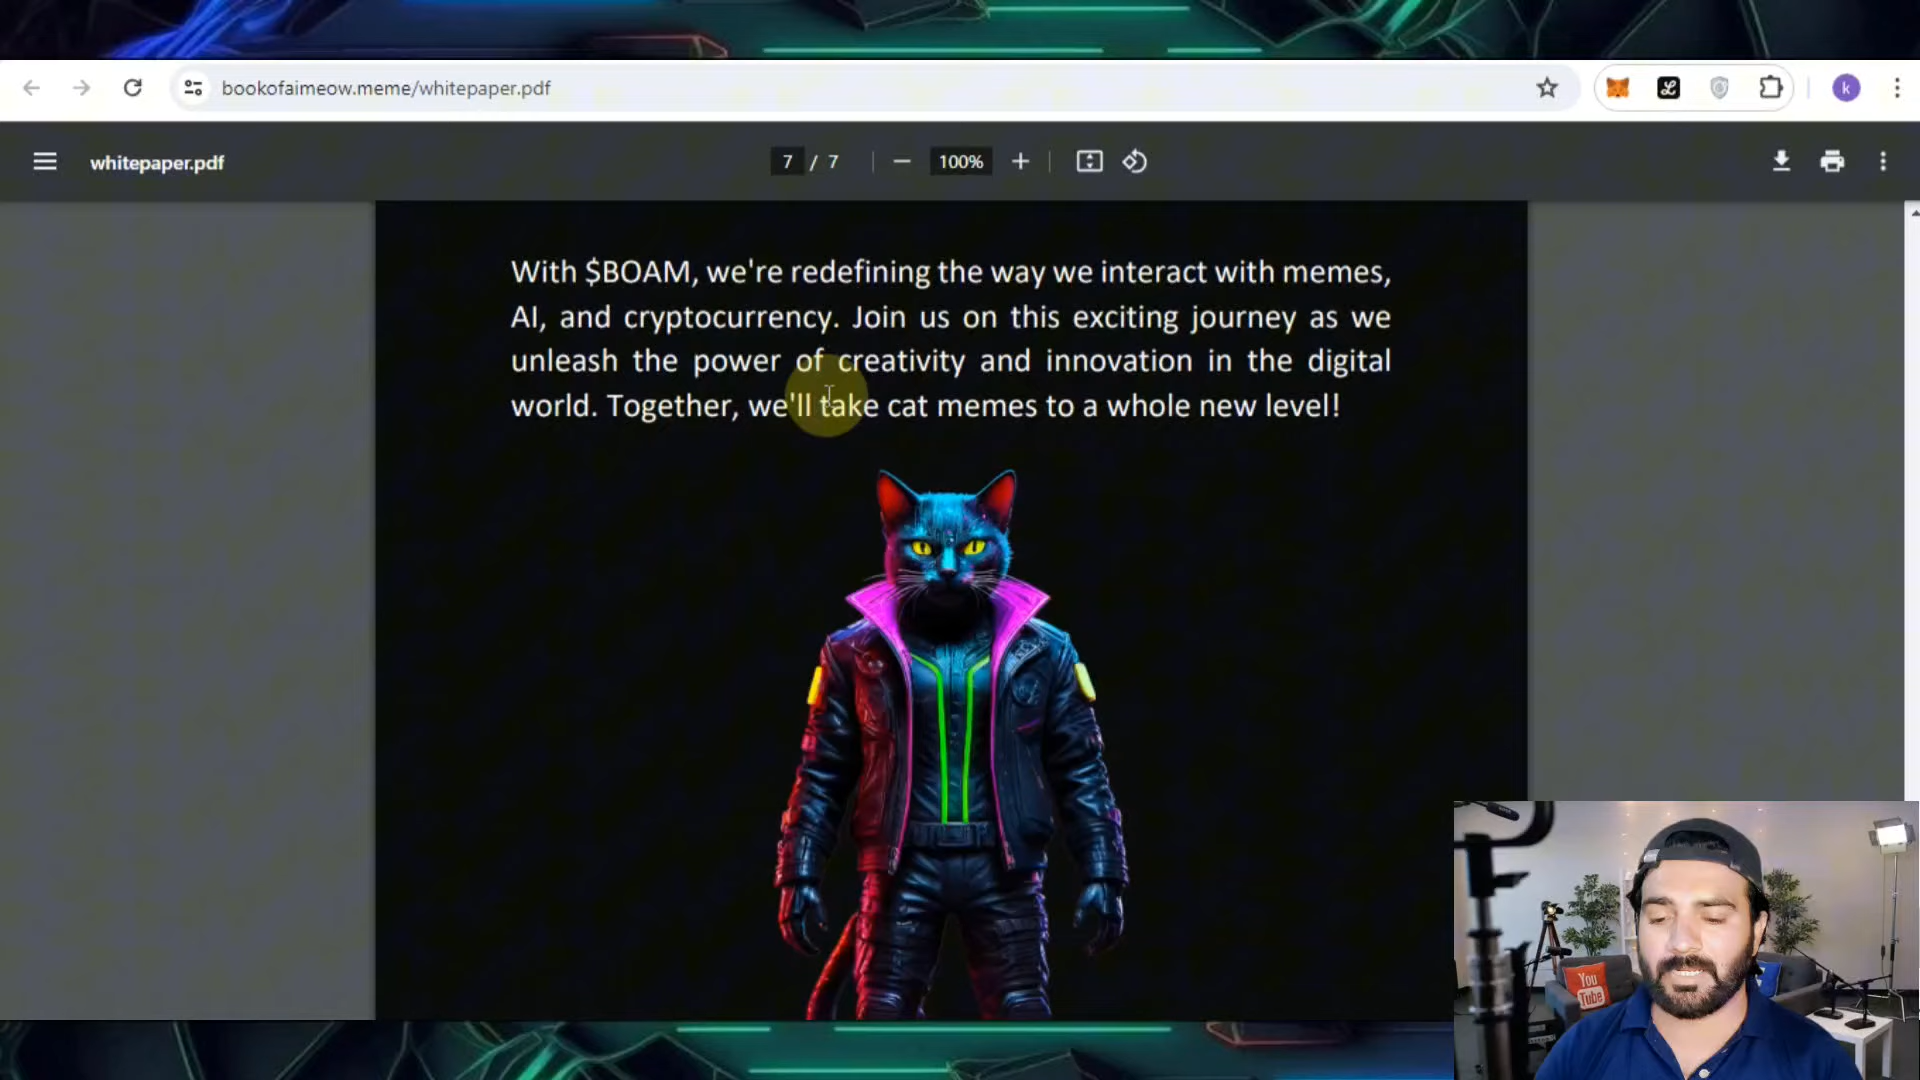 bookofaimeow.meme/whitepaper.pdf
k
whitepaper.pdf
7 / 7
100%
With $BOAM, we're redefining the way we interact with memes,
AI, and cryptocurrency. Join us on this exciting journey as we
unleash the power of creativity and innovation in the digital
world. Together, we'll take cat memes to a whole new level!
You
Tube